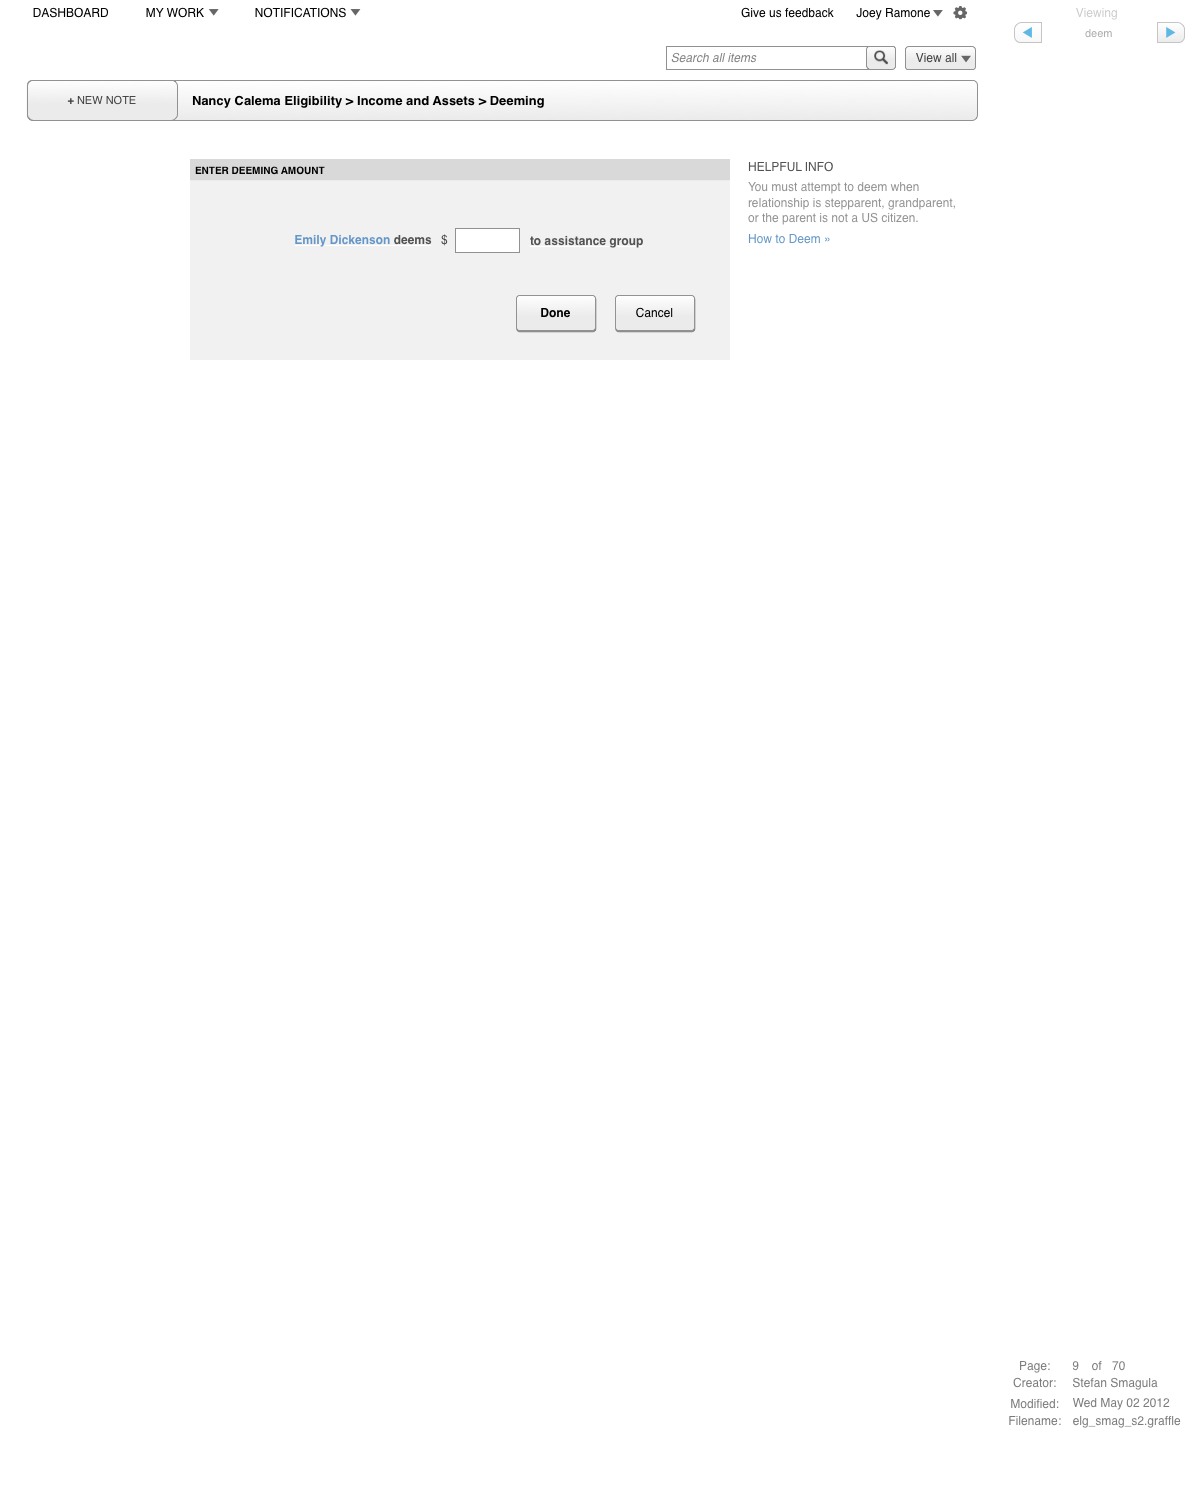 DASHBOARD MY WORK NOTIFICATIONS Give us feedback Joey Ramone Viewing
deem
Search all items View all
+ NEW NOTE Nancy Calema Eligibility > Income and Assets > Deeming
ENTER DEEMING AMOUNT
Emily Dickenson deems $ to assistance group
Done Cancel
HELPFUL INFO
You must attempt to deem when
relationship is stepparent, grandparent,
or the parent is not a US citizen.
How to Deem »
Page: 9 of 70
Creator: Stefan Smagula
Modified: Wed May 02 2012
Filename: elg_smag_s2.graffle